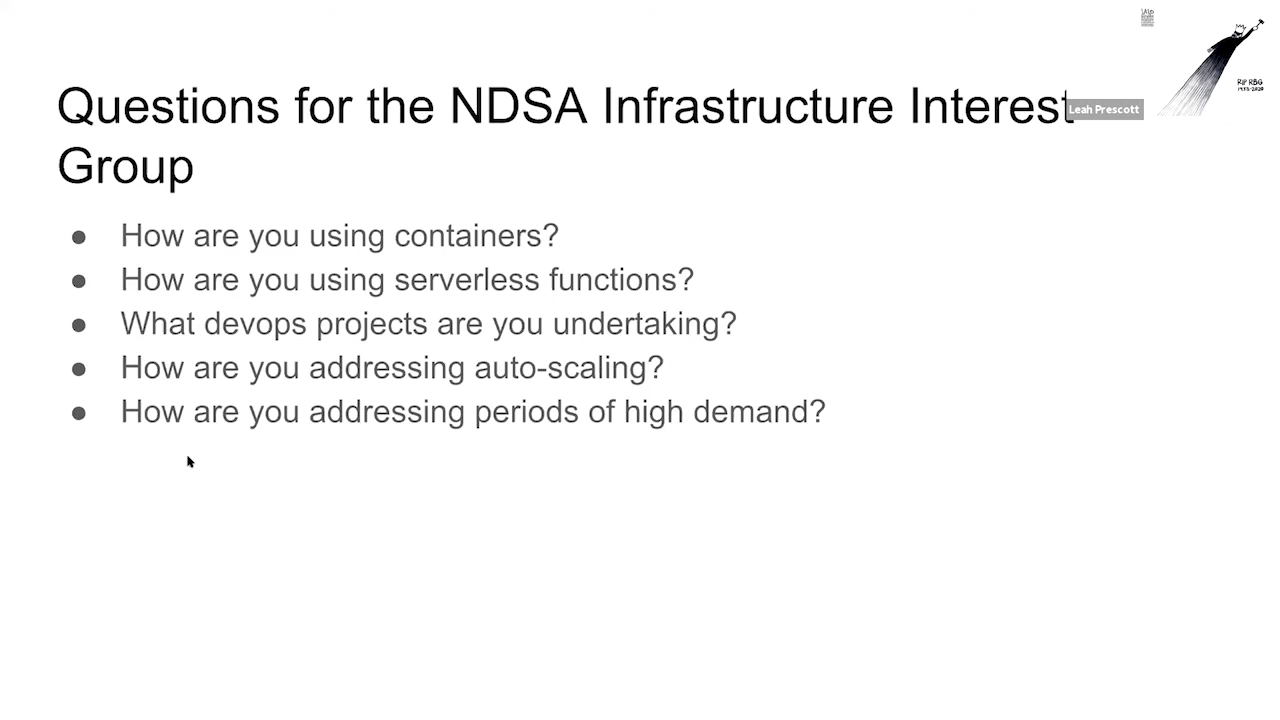 Questions for the NDSA Infrastructure Interest
Group
Leah Prescott
RIP RBG
1933-2020
● How are you using containers?
● How are you using serverless functions?
● What devops projects are you undertaking?
● How are you addressing auto-scaling?
● How are you addressing periods of high demand?